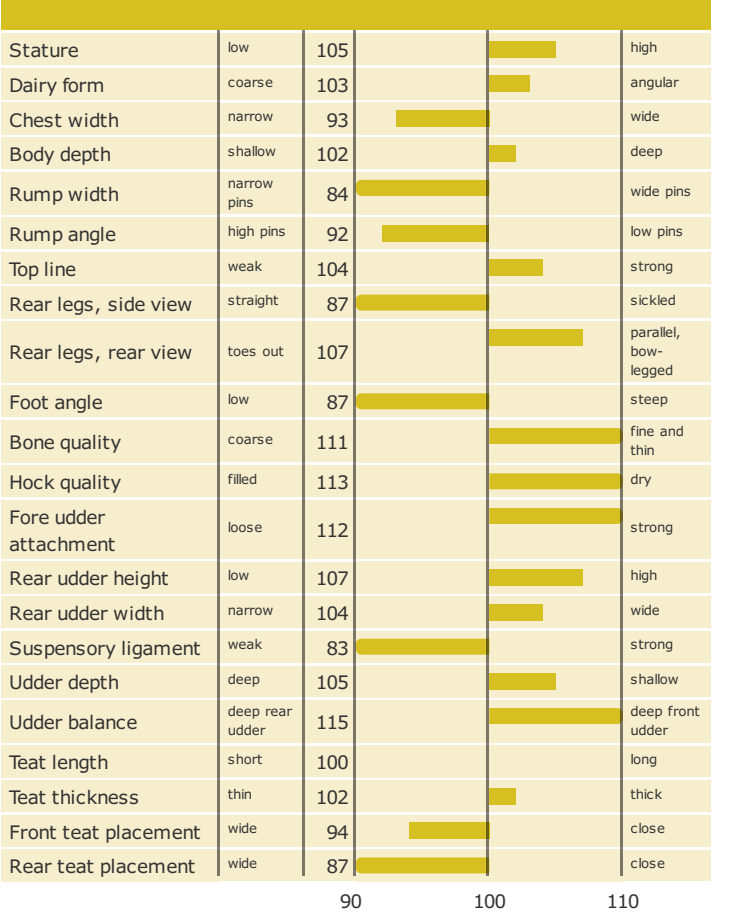 Stature low 105 high
Dairy form coarse 103 angular
Chest width narrow 93 wide
Body depth shallow 102 deep
Rump width narrow pins 84 wide pins
Rump angle high pins 92 low pins
Top line weak 104 strong
Rear legs, side view straight 87 sickled
Rear legs, rear view toes out 107 parallel, bow-legged
Foot angle low 87 steep
Bone quality coarse 111 fine and thin
Hock quality filled 113 dry
Fore udder attachment loose 112 strong
Rear udder height low 107 high
Rear udder width narrow 104 wide
Suspensory ligament weak 83 strong
Udder depth deep 105 shallow
Udder balance deep rear udder 115 deep front udder
Teat length short 100 long
Teat thickness thin 102 thick
Front teat placement wide 94 close
Rear teat placement wide 87 close
90 100 110